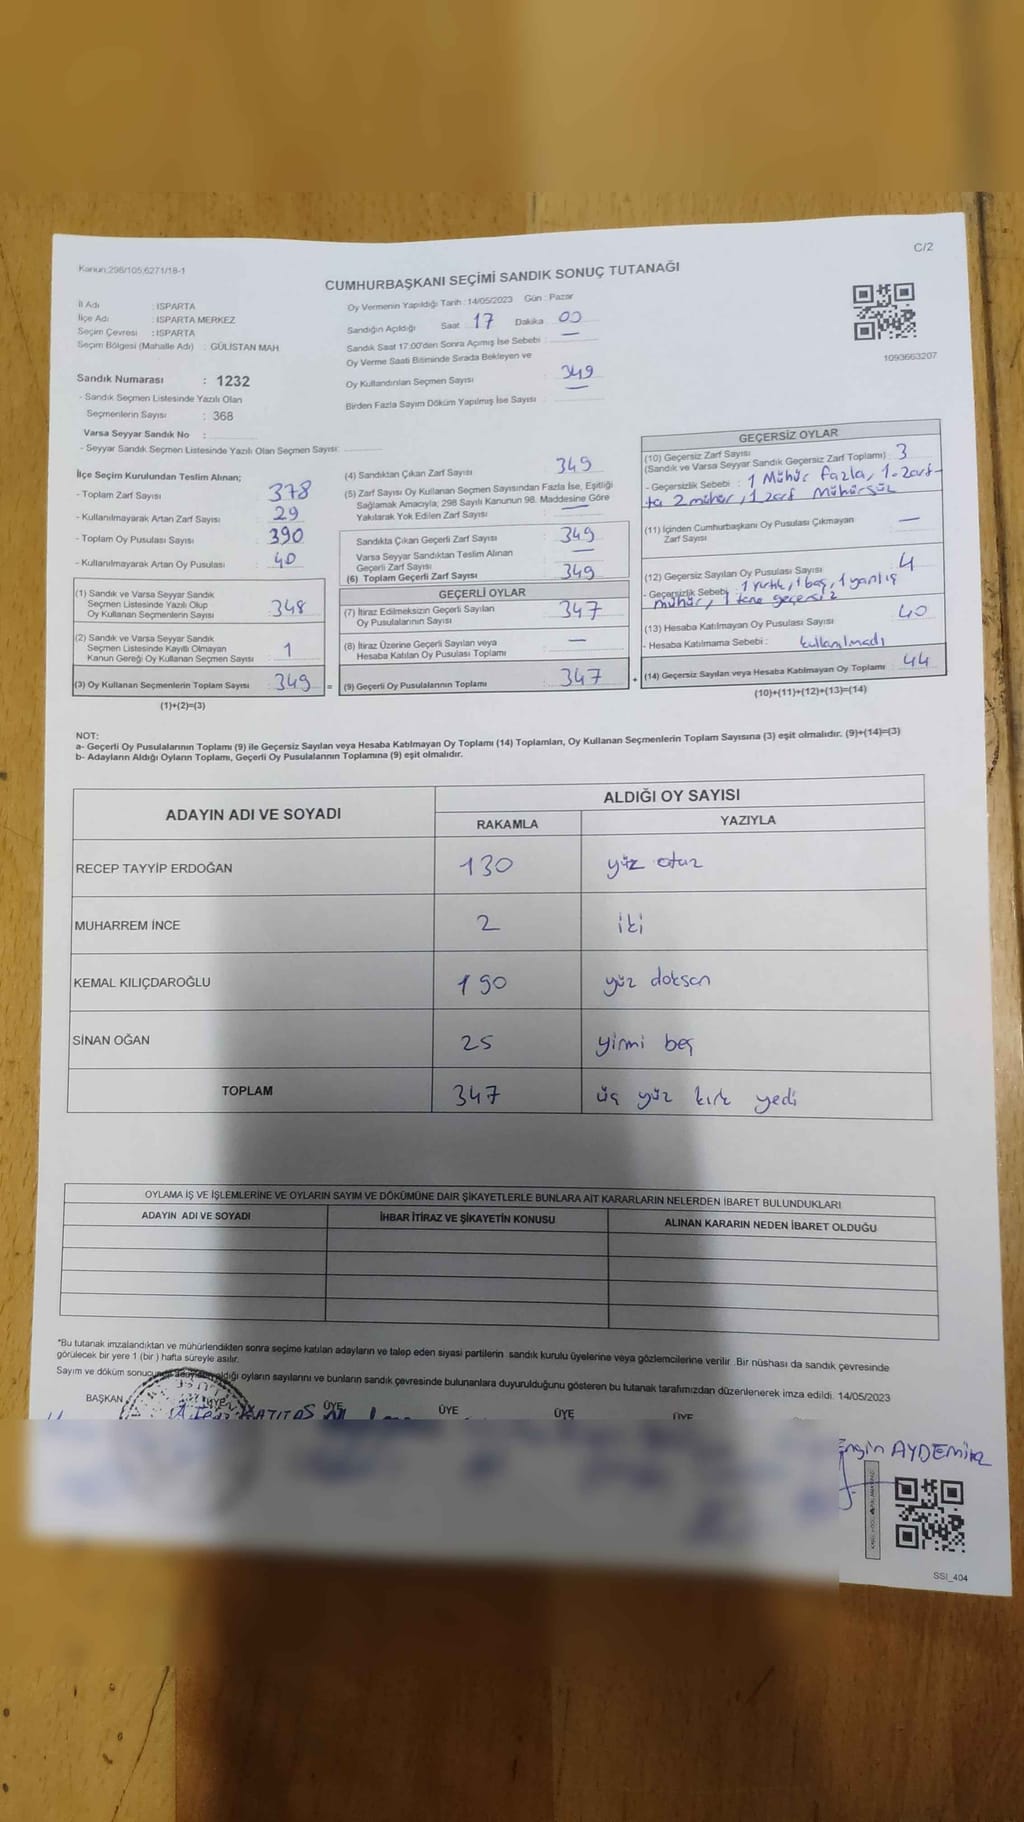 C/2
Kanun:298/105,6271/18-1
CUMHURBAŞKANI SEÇİMİ SANDIK SONUÇ TUTANAĞI
İl Adı : ISPARTA
İlçe Adı : ISPARTA MERKEZ
Seçim Çevresi : ISPARTA
Seçim Bölgesi (Mahalle Adı) : GÜLİSTAN MAH
Sandık Numarası : 1232
- Sandık Seçmen Listesinde Yazılı Olan
Seçmenlerin Sayısı : 368
Varsa Seyyar Sandık No :
- Seyyar Sandık Seçmen Listesinde Yazılı Olan Seçmen Sayısı:
Oy Vermenin Yapıldığı Tarih : 14/05/2023 Gün : Pazar
Sandığın Açıldığı Saat 17 Dakika 00
Sandık Saat 17:00'den Sonra Açımış İse Sebebi : —
Oy Verme Saati Bitiminde Sırada Bekleyen ve
Oy Kullandırılan Seçmen Sayısı 349
Birden Fazla Sayım Döküm Yapılmış İse Sayısı —
1093663207
İlçe Seçim Kurulundan Teslim Alınan;
- Toplam Zarf Sayısı 378
- Kullanılmayarak Artan Zarf Sayısı 29
- Toplam Oy Pusulası Sayısı 390
- Kullanılmayarak Artan Oy Pusulası 40
(1) Sandık ve Varsa Seyyar Sandık
Seçmen Listesinde Yazılı Olup
Oy Kullanan Seçmenlerin Sayısı 348
(2) Sandık ve Varsa Seyyar Sandık
Seçmen Listesinde Kayıtlı Olmayan
Kanun Gereği Oy Kullanan Seçmen Sayısı 1
(3) Oy Kullanan Seçmenlerin Toplam Sayısı 349 =
(1)+(2)=(3)
(4) Sandıktan Çıkan Zarf Sayısı 349
(5) Zarf Sayısı Oy Kullanan Seçmen Sayısından Fazla İse, Eşitliği
Sağlamak Amacıyla; 298 Sayılı Kanunun 98. Maddesine Göre
Yakılarak Yok Edilen Zarf Sayısı —
Sandıkta Çıkan Geçerli Zarf Sayısı 349
Varsa Seyyar Sandıktan Teslim Alınan
Geçerli Zarf Sayısı —
(6) Toplam Geçerli Zarf Sayısı 349
GEÇERLİ OYLAR
(7) İtiraz Edilmeksizin Geçerli Sayılan
Oy Pusulalarının Sayısı 347
(8) İtiraz Üzerine Geçerli Sayılan veya
Hesaba Katılan Oy Pusulası Toplamı —
(9) Geçerli Oy Pusulalarının Toplamı 347 +
GEÇERSİZ OYLAR
(10) Geçersiz Zarf Sayısı
(Sandık ve Varsa Seyyar Sandık Geçersiz Zarf Toplamı) 3
- Geçersizlik Sebebi : 1 Mühür fazla, 1. zarf-
ta 2 mühür, 1 zarf mühürsüz
(11) İçinden Cumhurbaşkanı Oy Pusulası Çıkmayan
Zarf Sayısı —
(12) Geçersiz Sayılan Oy Pusulası Sayısı 4
- Geçersizlik Sebebi : 1 yırtık, 1 boş, 1 yanlış
mühür, 1 tane geçersiz
(13) Hesaba Katılmayan Oy Pusulası Sayısı 40
- Hesaba Katılmama Sebebi : kullanılmadı
(14) Geçersiz Sayılan veya Hesaba Katılmayan Oy Toplamı 44
(10)+(11)+(12)+(13)=(14)
NOT:
a- Geçerli Oy Pusulalarının Toplamı (9) ile Geçersiz Sayılan veya Hesaba Katılmayan Oy Toplamı (14) Toplamları, Oy Kullanan Seçmenlerin Toplam Sayısına (3) eşit olmalıdır. (9)+(14)=(3)
b- Adayların Aldığı Oyların Toplamı, Geçerli Oy Pusulalarının Toplamına (9) eşit olmalıdır.
ADAYIN ADI VE SOYADI ALDIĞI OY SAYISI
RAKAMLA YAZIYLA
RECEP TAYYİP ERDOĞAN 130 yüz otuz
MUHARREM İNCE 2 iki
KEMAL KILIÇDAROĞLU 190 yüz doksan
SİNAN OĞAN 25 yirmi beş
TOPLAM 347 üç yüz kırk yedi
OYLAMA İŞ VE İŞLEMLERİNE VE OYLARIN SAYIM VE DÖKÜMÜNE DAİR ŞİKAYETLERLE BUNLARA AİT KARARLARIN NELERDEN İBARET BULUNDUKLARI
ADAYIN ADI VE SOYADI İHBAR İTİRAZ VE ŞİKAYETİN KONUSU ALINAN KARARIN NEDEN İBARET OLDUĞU
*Bu tutanak imzalandıktan ve mühürlendikten sonra seçime katılan adayların ve talep eden siyasi partilerin sandık kurulu üyelerine veya gözlemcilerine verilir. Bir nüshası da sandık çevresinde
görülecek bir yere 1 (bir) hafta süreyle asılır.
Sayım ve döküm sonucunda adayların aldığı oyların sayılarını ve bunların sandık çevresinde bulunanlara duyurulduğunu gösteren bu tutanak tarafımızdan düzenlenerek imza edildi. 14/05/2023
BAŞKAN ÜYE ÜYE ÜYE ÜYE ÜYE
Engin AYDEMİR
SSI_404